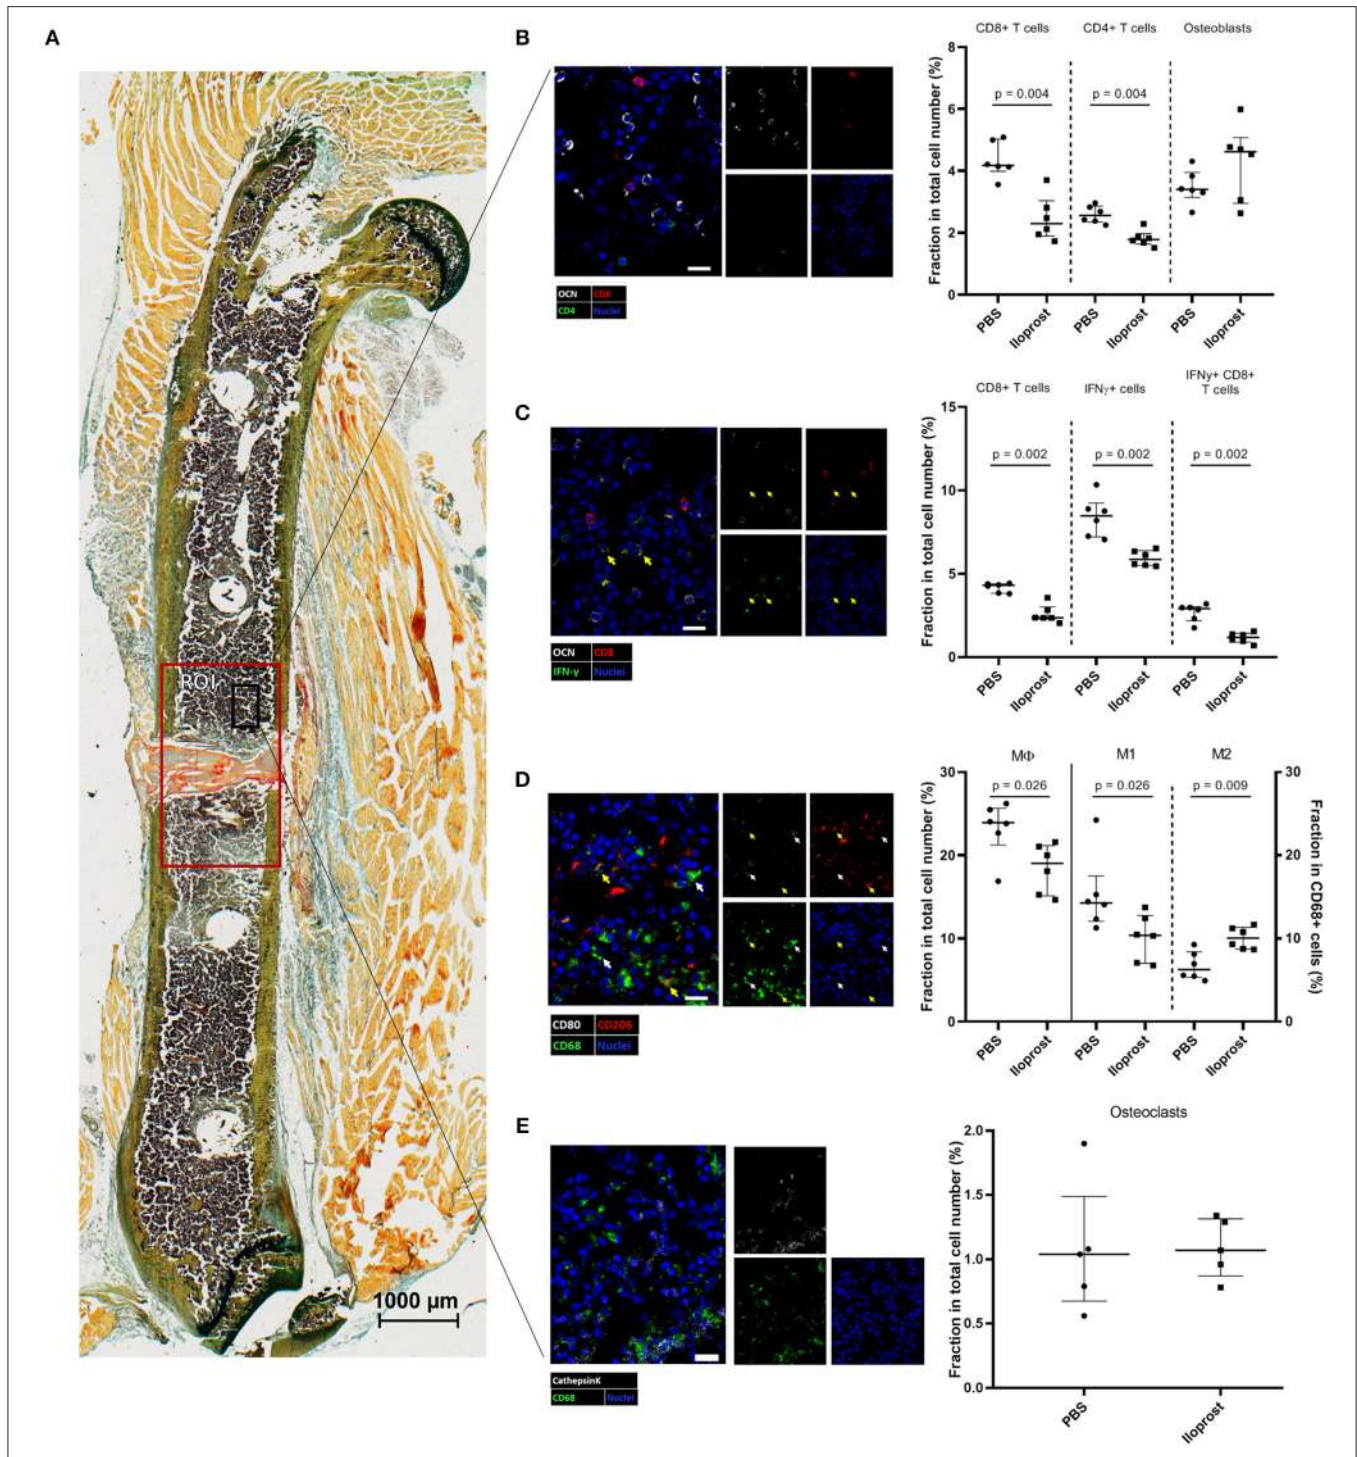 A
ROI
1000 µm
B
OCN CD8
CD4 Nuclei
CD8+ T cells CD4+ T cells Osteoblasts
Fraction in total cell number (%)
8
6
4
2
0
p = 0.004 p = 0.004
PBS Iloprost PBS Iloprost PBS Iloprost
C
OCN CD8
IFN-γ Nuclei
CD8+ T cells IFNγ+ cells IFNγ+ CD8+
T cells
Fraction in total cell number (%)
15
10
5
0
p = 0.002 p = 0.002 p = 0.002
PBS Iloprost PBS Iloprost PBS Iloprost
D
CD80 CD206
CD68 Nuclei
MΦ M1 M2
Fraction in total cell number (%)
30
20
10
0
p = 0.026 p = 0.026 p = 0.009
30
20
10
0
Fraction in CD68+ cells
(%)
PBS Iloprost PBS Iloprost PBS Iloprost
E
CathepsinK
CD68 Nuclei
Osteoclasts
Fraction in total cell number (%)
2.0
1.5
1.0
0.5
0.0
PBS Iloprost